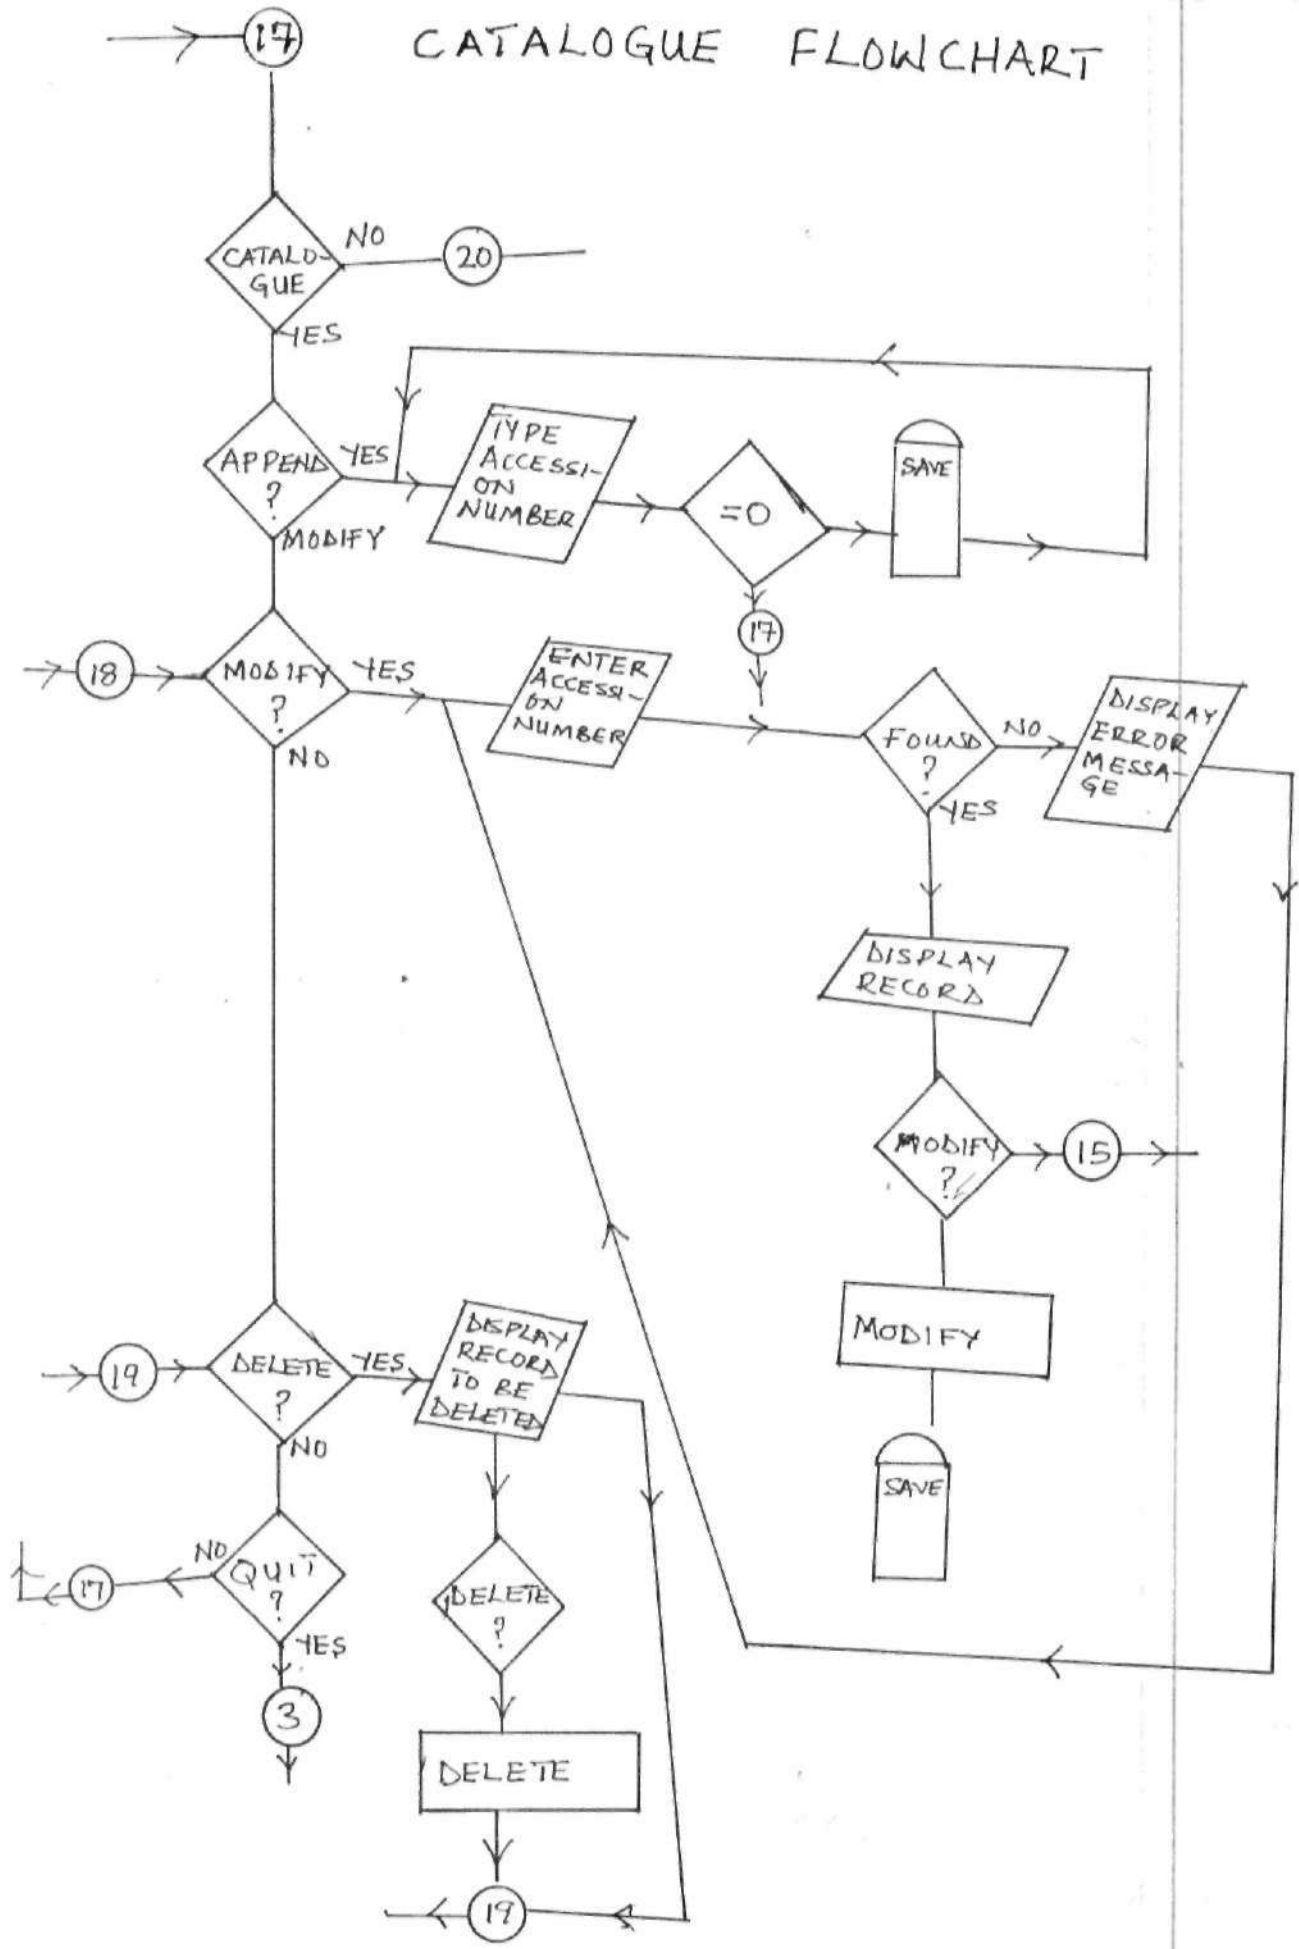 17
CATALOGUE FLOWCHART
CATALO-
GUE
NO
20
YES
APPEND
?
YES
MODIFY
TYPE
ACCESSI-
ON
NUMBER
=0
SAVE
17
18
MODIFY
?
YES
NO
ENTER
ACCESSI-
ON
NUMBER
FOUND
?
NO
YES
DISPLAY
ERROR
MESSA-
GE
DISPLAY
RECORD
MODIFY
?
15
MODIFY
SAVE
19
DELETE
?
YES
NO
DISPLAY
RECORD
TO BE
DELETED
QUIT
?
NO
17
YES
3
DELETE
?
DELETE
19